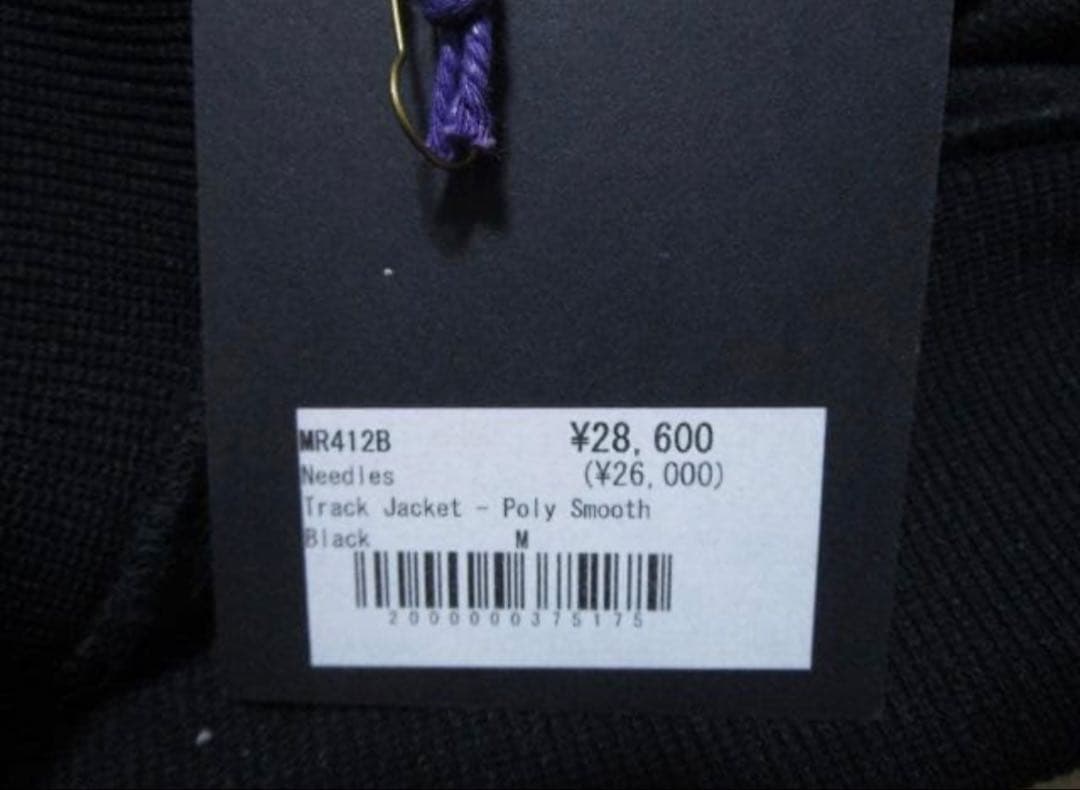 MR412B ¥28,600
Needles (¥26,000)
Track Jacket - Poly Smooth
Black M
2000000375175